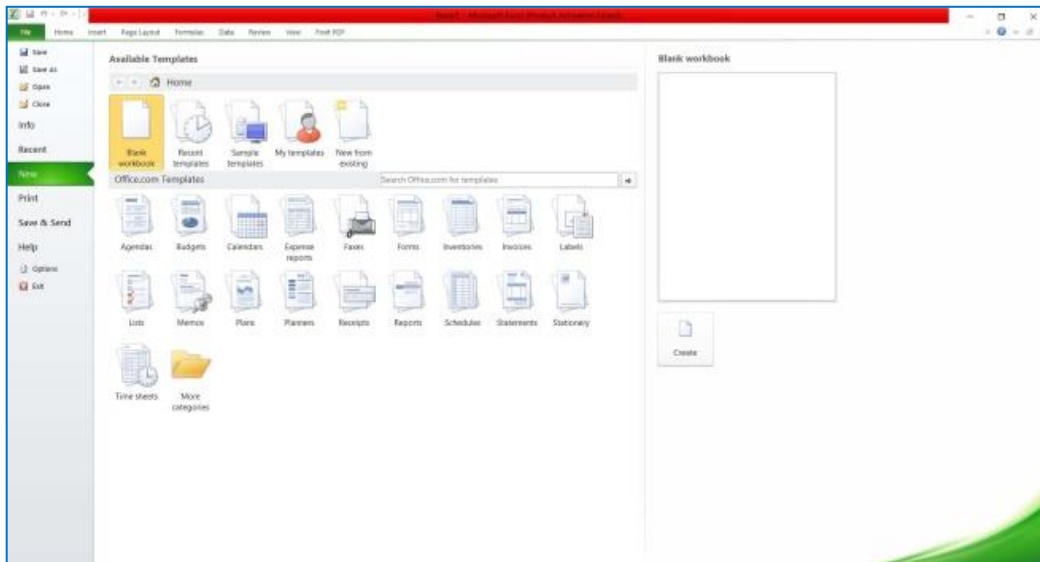 Book1 - Microsoft Excel (Product Activation Failed)
File Home Insert Page Layout Formulas Data Review View Foxit PDF
Save
Save As
Open
Close
Info
Recent
New
Print
Save & Send
Help
Options
Exit
Available Templates
Home
Blank workbook
Recent templates
Sample templates
My templates
New from existing
Office.com Templates
Search Office.com for templates
Agendas
Budgets
Calendars
Expense reports
Faxes
Forms
Inventories
Invoices
Labels
Lists
Memos
Plans
Planners
Receipts
Reports
Schedules
Statements
Stationery
Time sheets
More categories
Blank workbook
Create